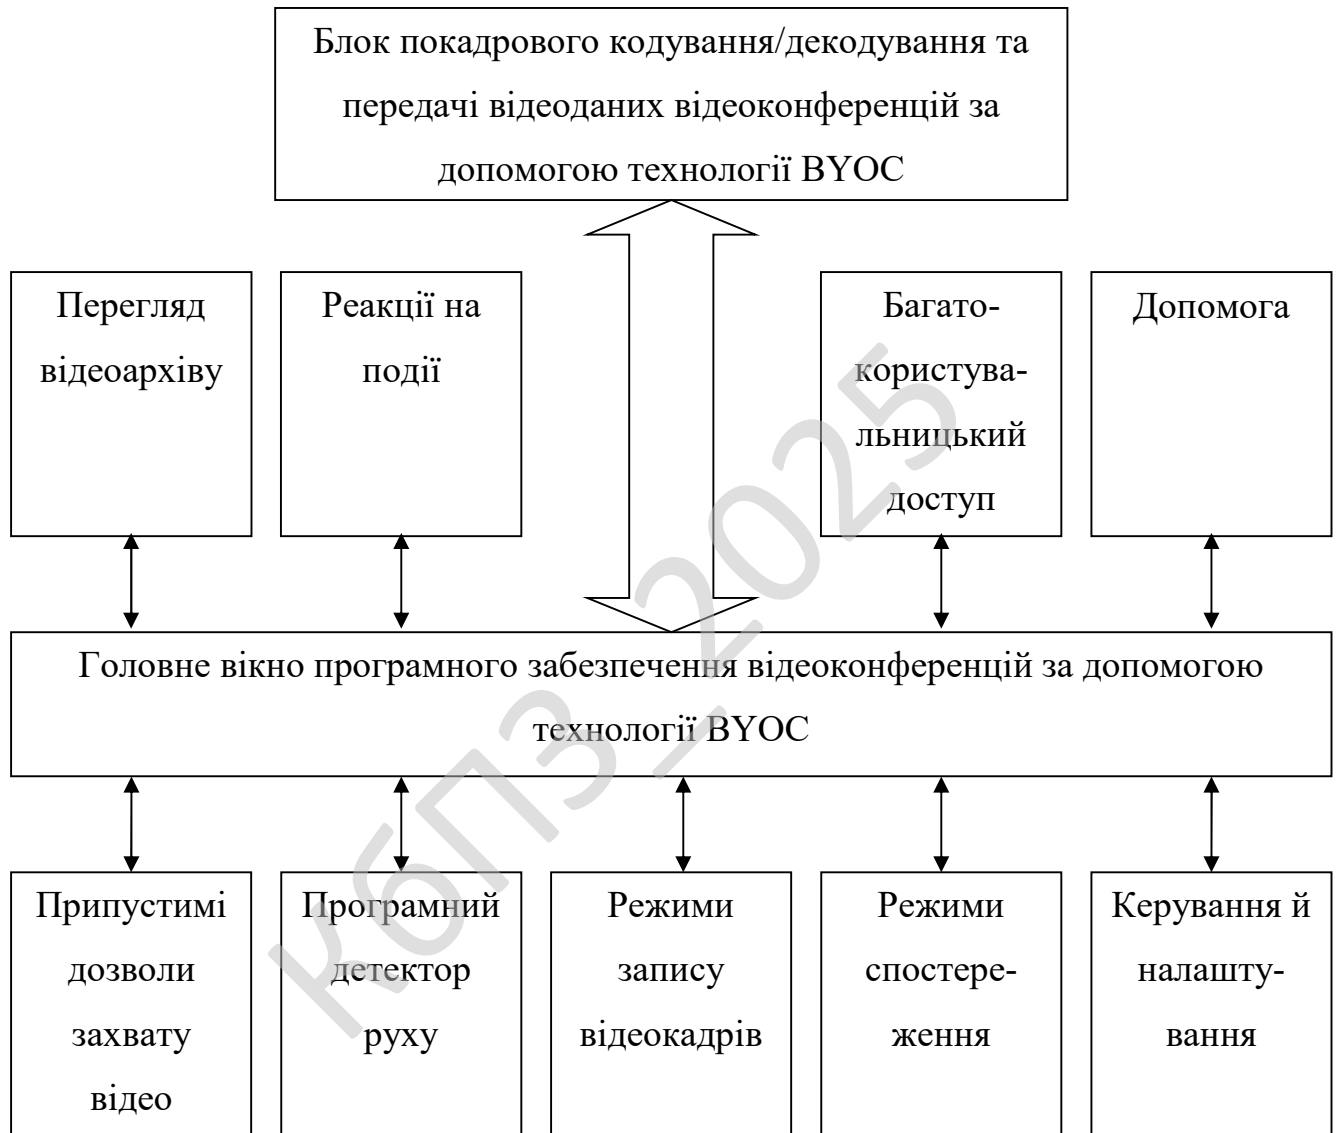 Блок покадрового кодування/декодування та
передачі відеоданих відеоконференцій за
допомогою технології BYOC
Перегляд
відеоархіву
Реакції на
події
Багато-
користува-
льницький
доступ
Допомога
Головне вікно програмного забезпечення відеоконференцій за допомогою
технології BYOC
Припустимі
дозволи
захвату
відео
Програмний
детектор
руху
Режими
запису
відеокадрів
Режими
спостере-
ження
Керування й
налашту-
вання
КбПЗ_2025